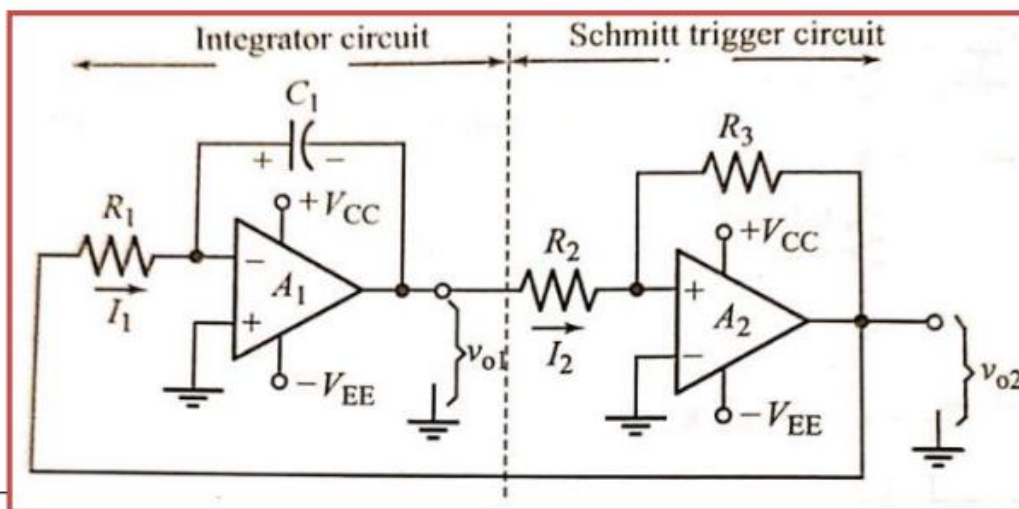 Integrator circuit
Schmitt trigger circuit
C1
+ −
R3
R1
+VCC
R2
+VCC
−
A1
+
I1
+
A2
−
I2
vo1
vo2
−VEE
−VEE